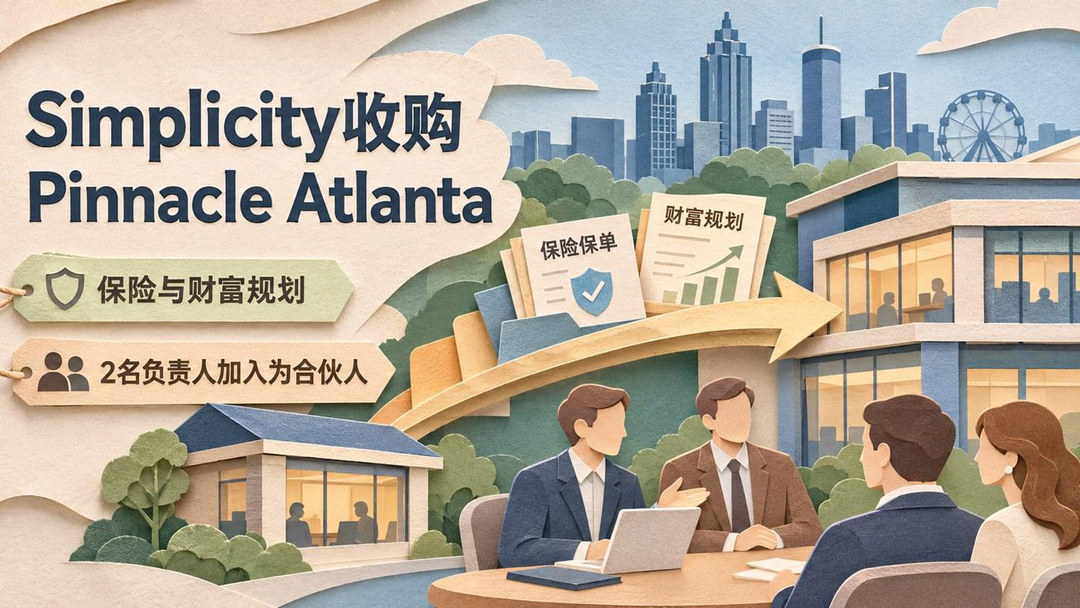 Simplicity收购
Pinnacle Atlanta
保险与财富规划
2名负责人加入为合伙人
保险保单
财富规划